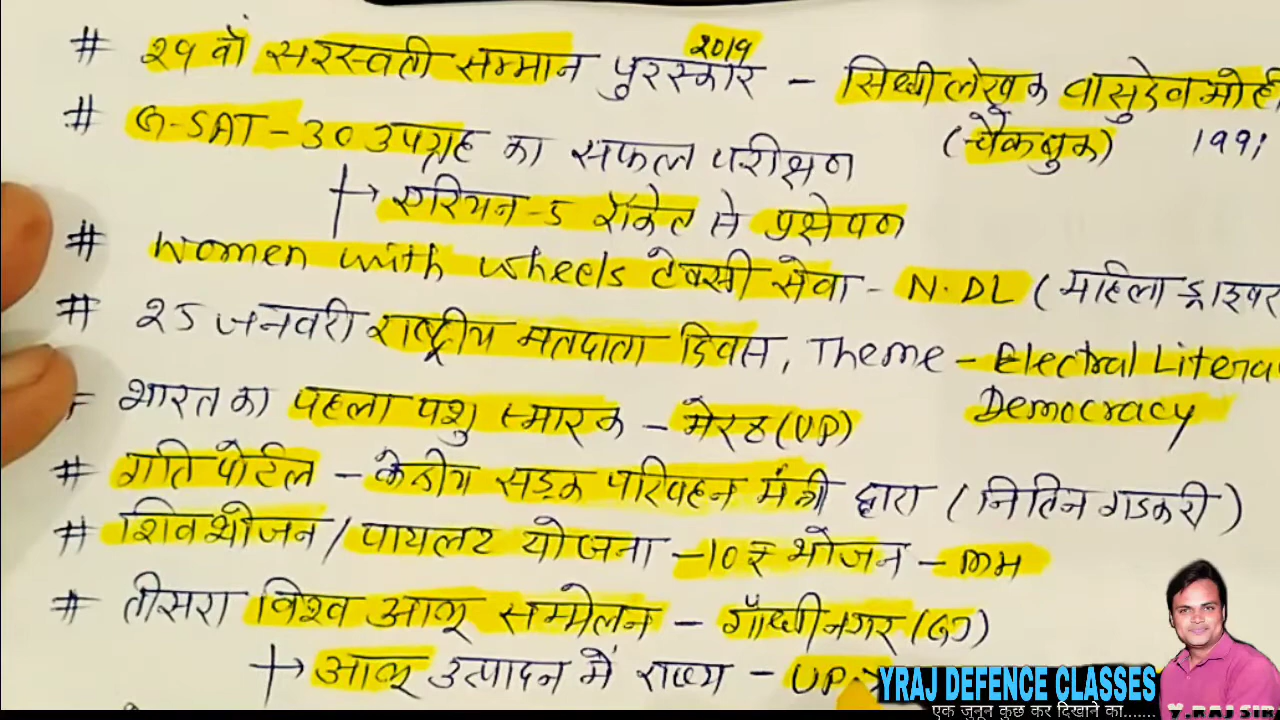 # 29 वाँ सरस्वती सम्मान पुरस्कार 2019 - सिन्धी लेखक वासुदेव मोही
(चैकबुक) 1991
# G-SAT-30 उपग्रह का सफल परीक्षण
→ एरियन-5 रॉकेट से प्रक्षेपण
# Women with wheels टेक्सी सेवा - N.DL (महिला ड्राइवर
# 25 जनवरी राष्ट्रीय मतदाता दिवस, Theme - Electral Litera
Democracy
भारत का पहला पशु स्मारक - मेरठ (UP)
# गति पोर्टल - केन्द्रीय सड़क परिवहन मंत्री द्वारा (नितिन गडकरी)
# शिवभोजन / पायलट योजना - 10 ₹ भोजन - MH
# तीसरा विश्व आलू सम्मेलन - गाँधीनगर (GJ)
→ आलू उत्पादन में राज्य - UP
YRAJ DEFENCE CLASSES
एक जुनून कुछ कर दिखाने का.......
Y.RAJ SIR